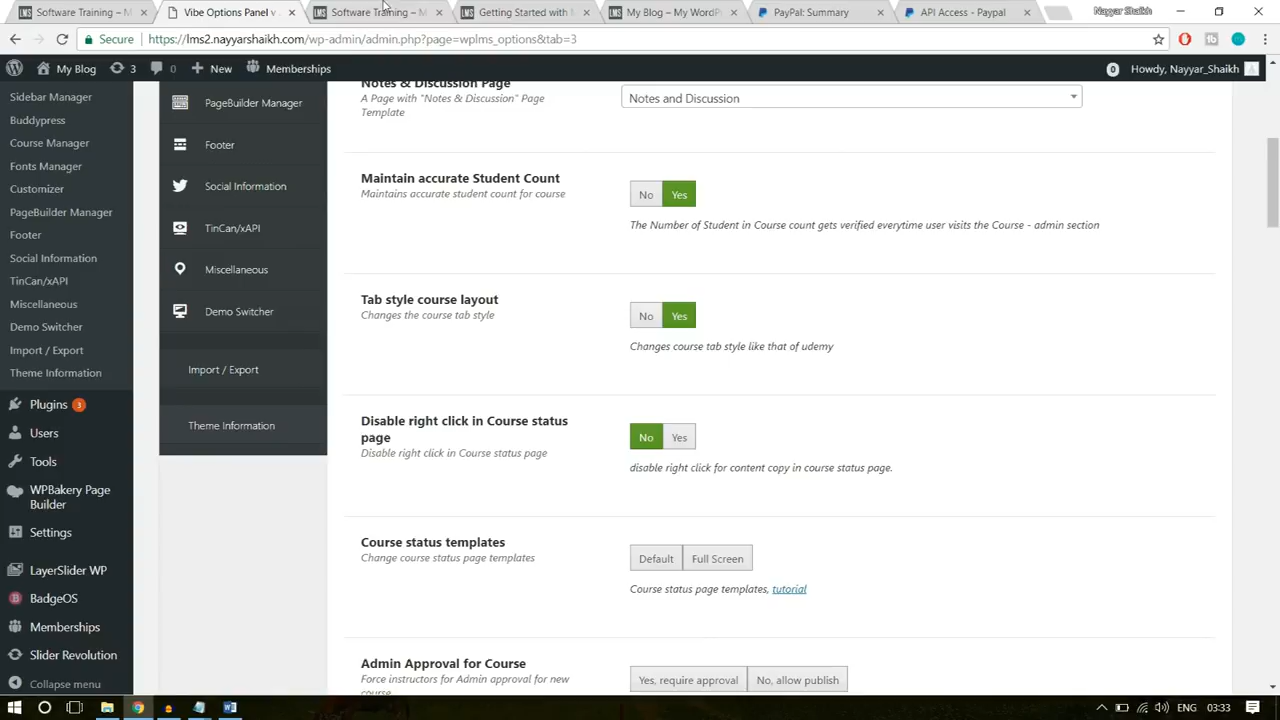 Software Training – M
Vibe Options Panel v
Software Training – M
Getting Started with
My Blog – My WordPr
PayPal: Summary
API Access - Paypal
Nayyar Shaikh
Secure
https://lms2.nayyarshaikh.com/wp-admin/admin.php?page=wplms_options&tab=3
My Blog
3
0
New
Memberships
0
Howdy, Nayyar_Shaikh
Sidebar Manager
Buddypress
Course Manager
Fonts Manager
Customizer
PageBuilder Manager
Footer
Social Information
TinCan/xAPI
Miscellaneous
Demo Switcher
Import / Export
Theme Information
Plugins 3
Users
Tools
WPBakery Page
Builder
Settings
LayerSlider WP
BadgeOS
Memberships
Slider Revolution
Collapse menu
PageBuilder Manager
Footer
Social Information
TinCan/xAPI
Miscellaneous
Demo Switcher
Import / Export
Theme Information
Notes & Discussion Page
A Page with "Notes & Discussion" Page
Template
Notes and Discussion
Maintain accurate Student Count
Maintains accurate student count for course
No Yes
The Number of Student in Course count gets verified everytime user visits the Course - admin section
Tab style course layout
Changes the course tab style
No Yes
Changes course tab style like that of udemy
Disable right click in Course status
page
Disable right click in Course status page
No Yes
disable right click for content copy in course status page.
Course status templates
Change course status page templates
Default Full Screen
Course status page templates, tutorial
Admin Approval for Course
Force instructors for Admin approval for new
course
Yes, require approval No, allow publish
ENG
03:33